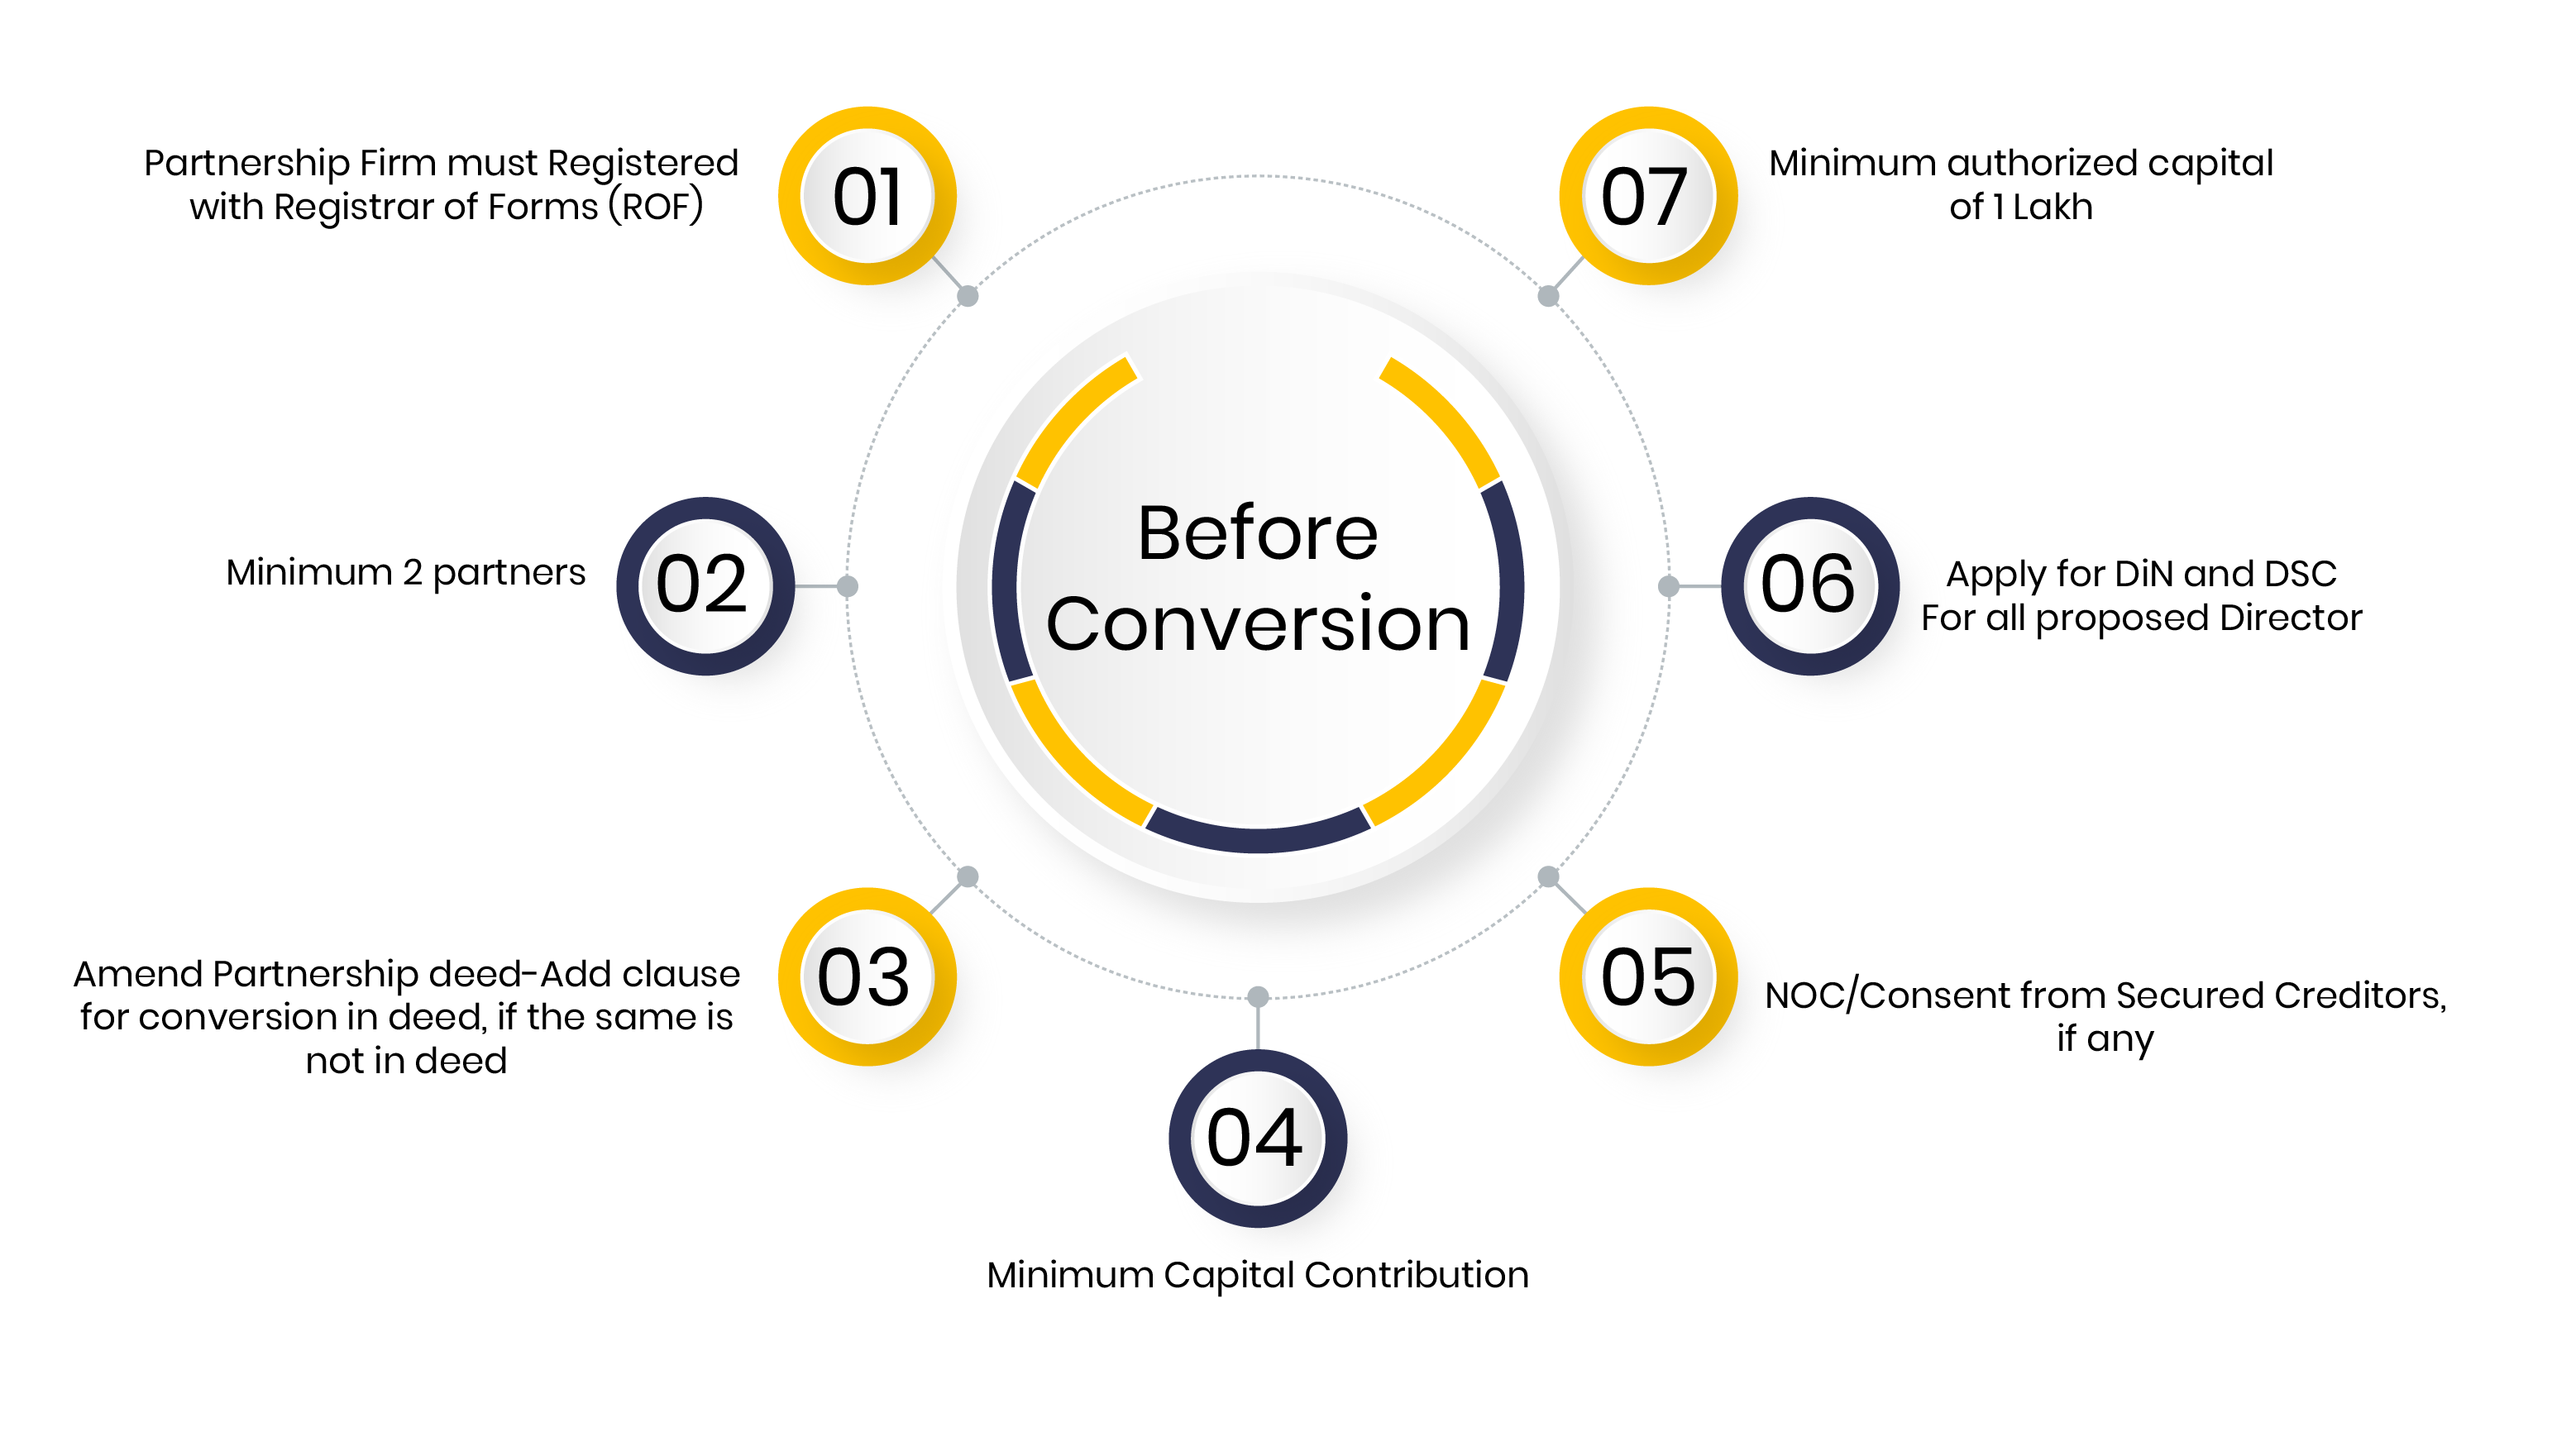 01
Partnership Firm must Registered
with Registrar of Forms (ROF)
02
Minimum 2 partners
03
Amend Partnership deed-Add clause
for conversion in deed, if the same is
not in deed
04
Minimum Capital Contribution
05
NOC/Consent from Secured Creditors,
if any
06
Apply for DiN and DSC
For all proposed Director
07
Minimum authorized capital
of 1 Lakh
Before
Conversion